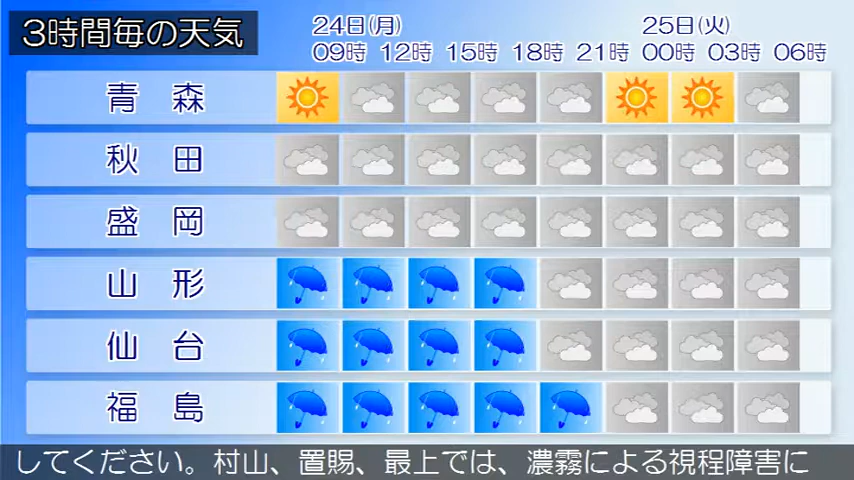 3時間毎の天気
24日(月) 25日(火)
09時 12時 15時 18時 21時 00時 03時 06時
青森
秋田
盛岡
山形
仙台
福島
してください。村山、置賜、最上では、濃霧による視程障害に